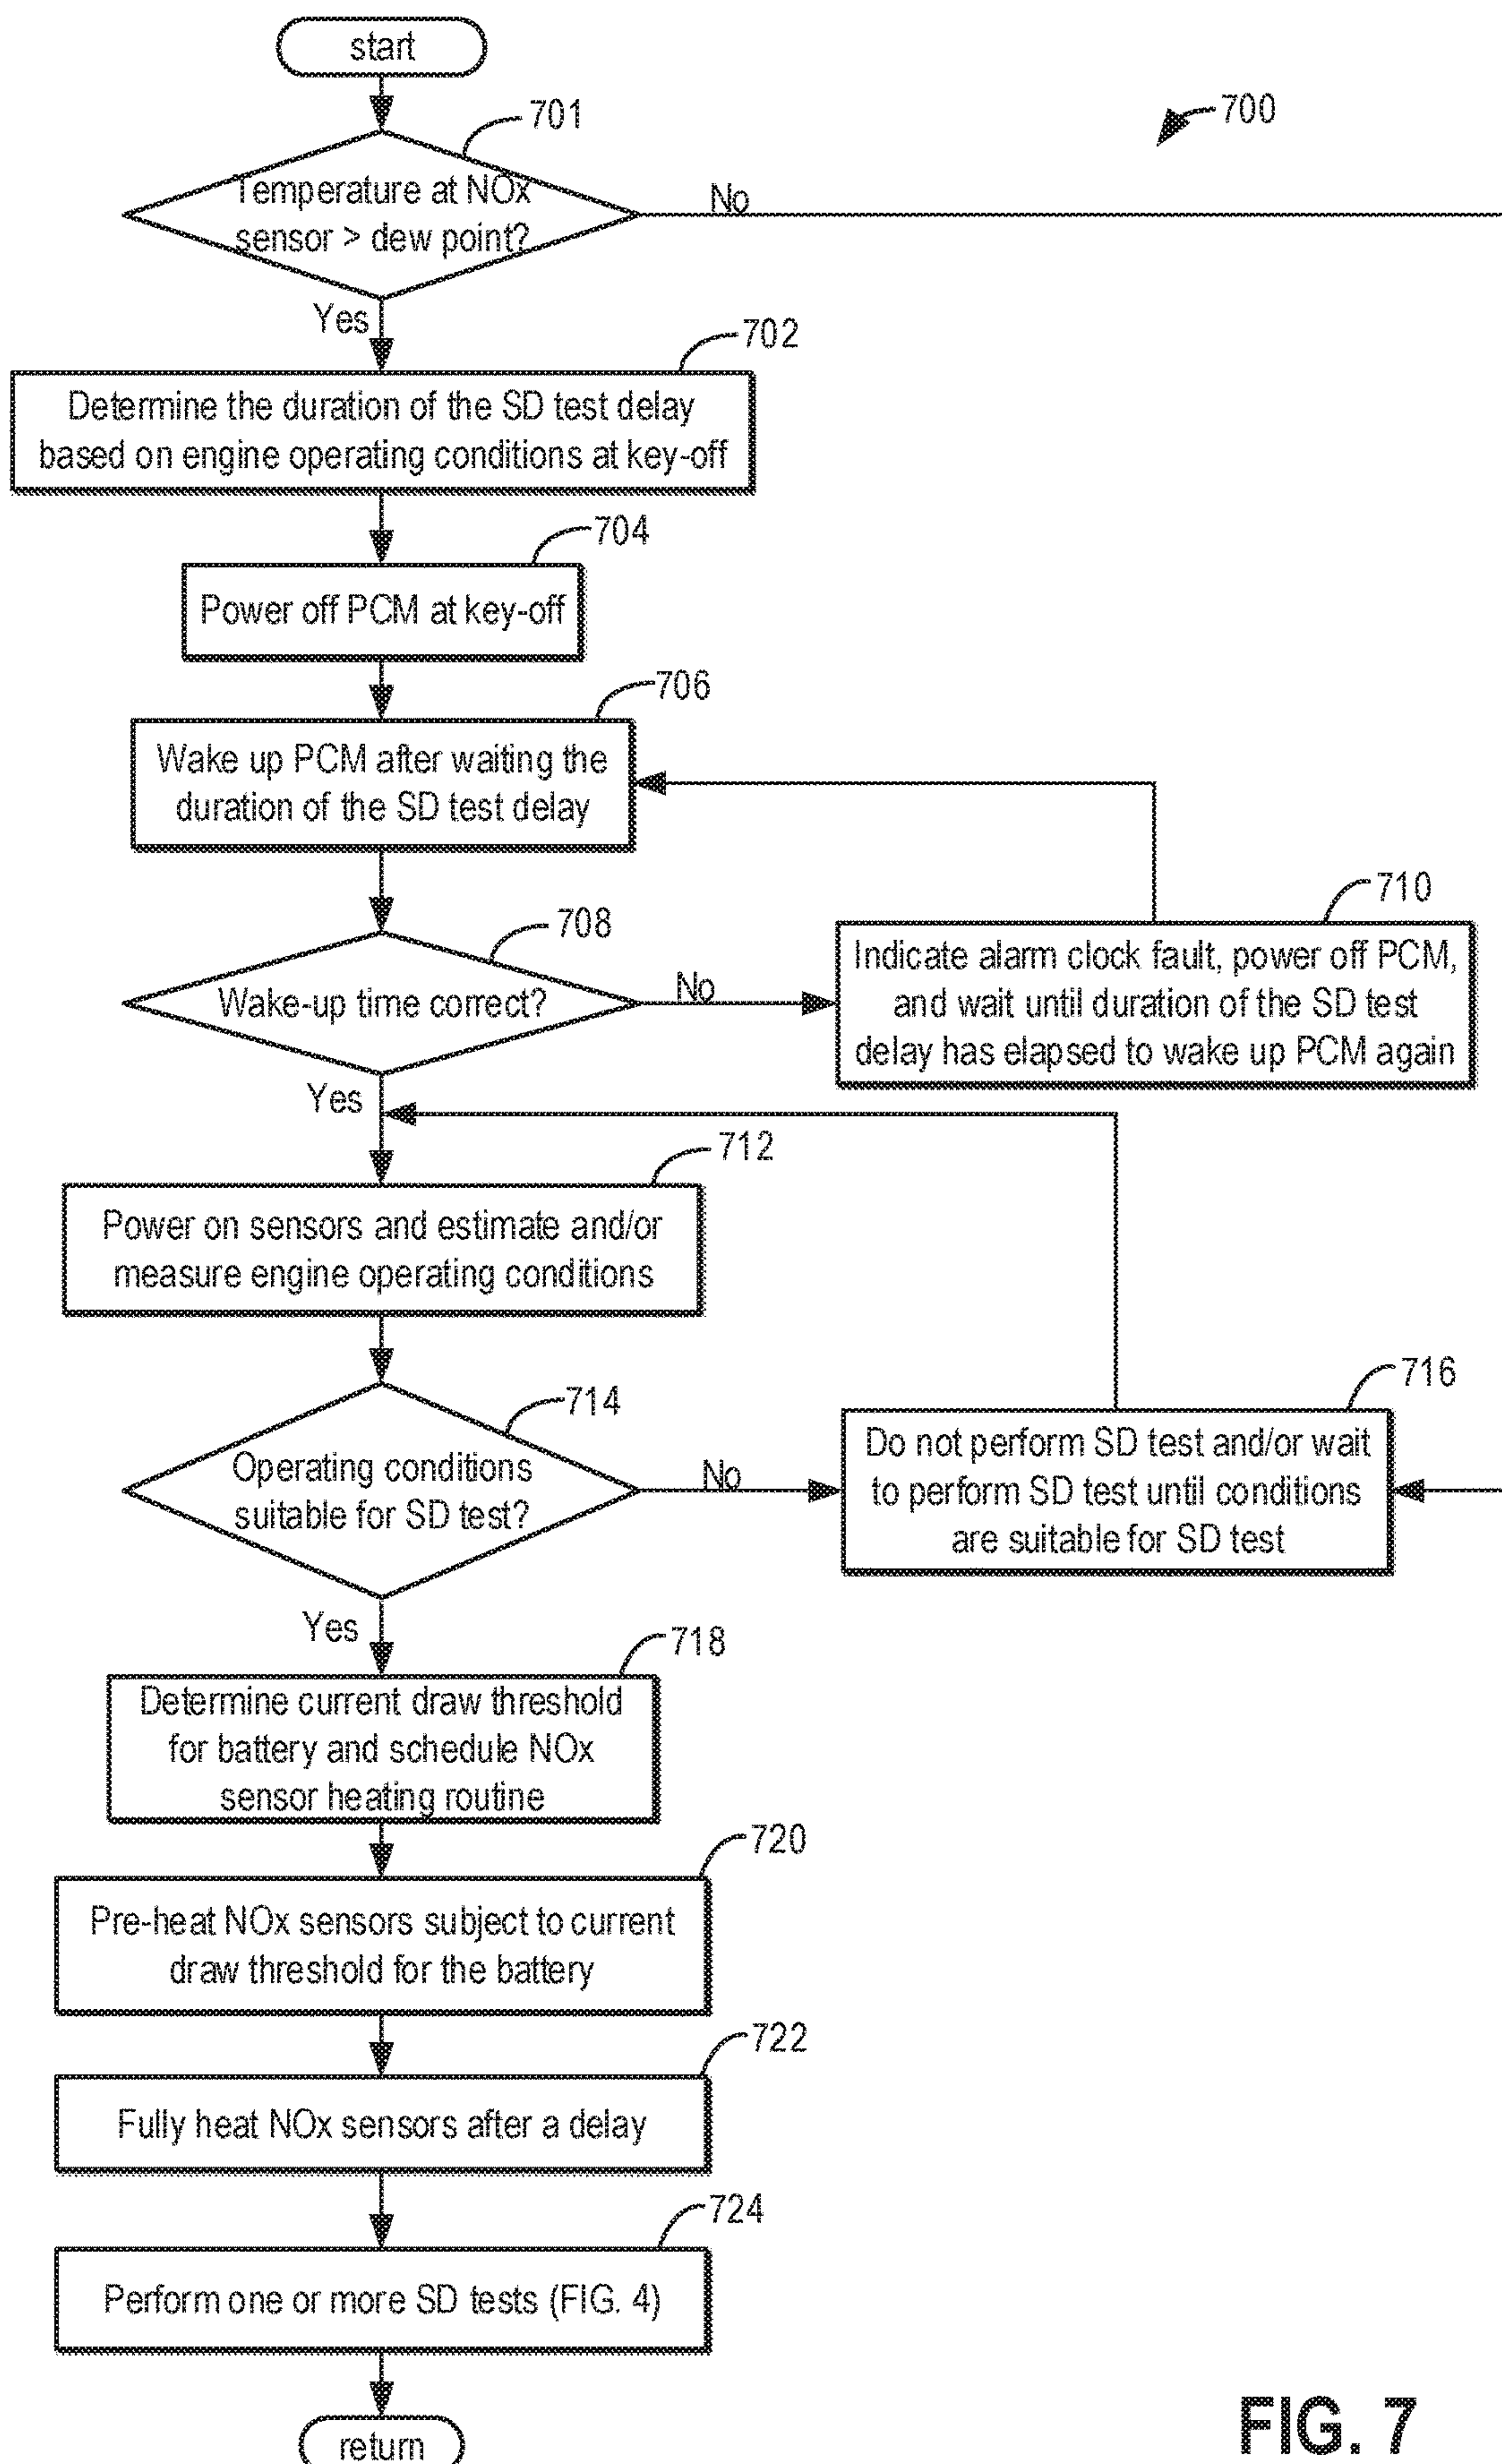 start
701
700
Temperature at NOx
sensor > dew point?
No
Yes
702
Determine the duration of the SD test delay
based on engine operating conditions at key-off
704
Power off PCM at key-off
706
Wake up PCM after waiting the
duration of the SD test delay
708
Wake-up time correct?
No
710
Indicate alarm clock fault, power off PCM,
and wait until duration of the SD test
delay has elapsed to wake up PCM again
Yes
712
Power on sensors and estimate and/or
measure engine operating conditions
714
Operating conditions
suitable for SD test?
No
716
Do not perform SD test and/or wait
to perform SD test until conditions
are suitable for SD test
Yes
718
Determine current draw threshold
for battery and schedule NOx
sensor heating routine
720
Pre-heat NOx sensors subject to current
draw threshold for the battery
722
Fully heat NOx sensors after a delay
724
Perform one or more SD tests (FIG. 4)
return
FIG. 7